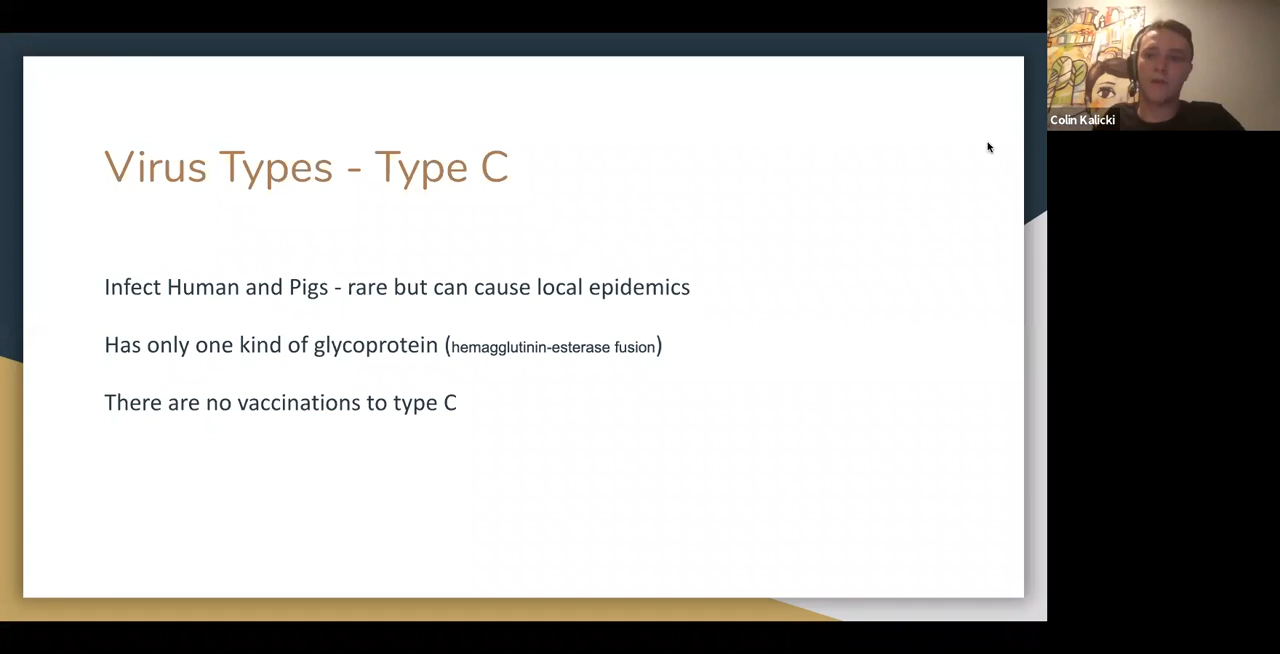 Virus Types - Type C
Infect Human and Pigs - rare but can cause local epidemics
Has only one kind of glycoprotein (hemagglutinin-esterase fusion)
There are no vaccinations to type C
Colin Kalicki